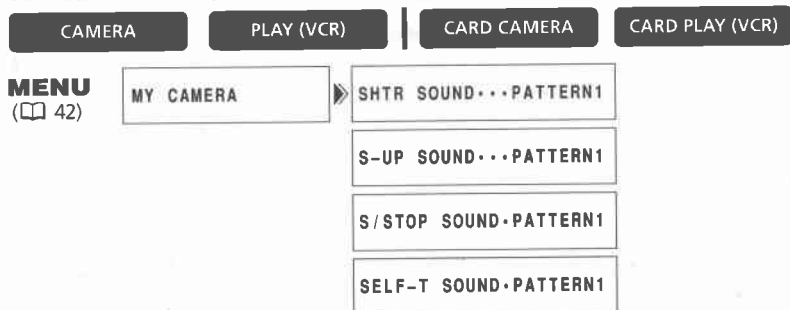 CAMERA PLAY (VCR) CARD CAMERA CARD PLAY (VCR)
MENU
(42)
MY CAMERA SHTR SOUND···PATTERN1
S-UP SOUND···PATTERN1
S/STOP SOUND·PATTERN1
SELF-T SOUND·PATTERN1